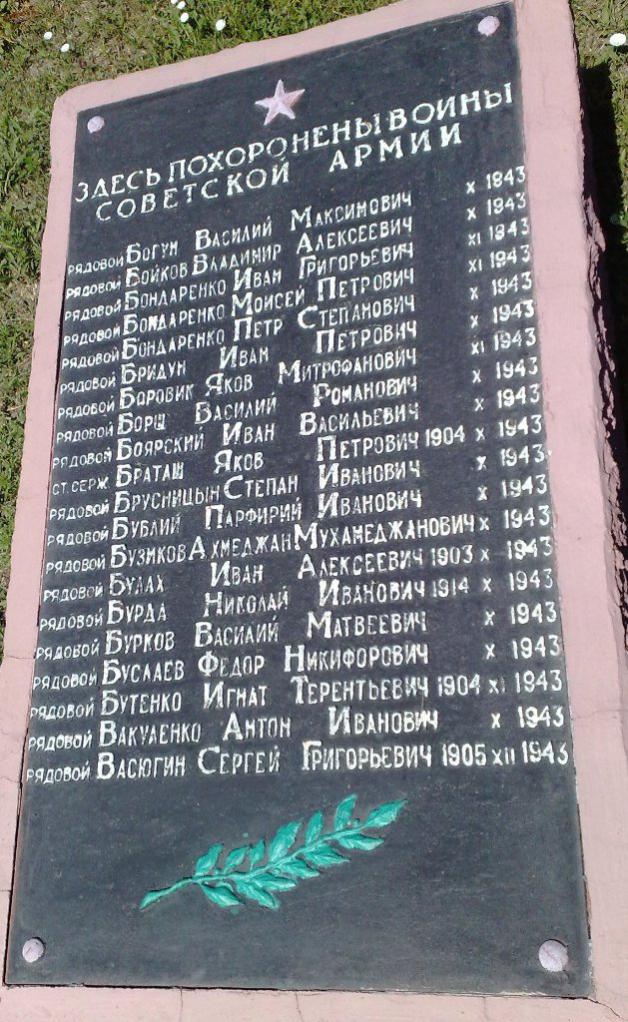 ЗДЕСЬ ПОХОРОНЕНЫ ВОИНЫ
СОВЕТСКОЙ АРМИИ
РЯДОВОЙ БОГУН ВАСИЛИЙ МАКСИМОВИЧ X 1943
РЯДОВОЙ БОЙКОВ ВЛАДИМИР АЛЕКСЕЕВИЧ X 1943
РЯДОВОЙ БОНДАРЕНКО ИВАН ГРИГОРЬЕВИЧ XI 1943
РЯДОВОЙ БОНДАРЕНКО МОИСЕЙ ПЕТРОВИЧ XI 1943
РЯДОВОЙ БОНДАРЕНКО ПЕТР СТЕПАНОВИЧ X 1943
РЯДОВОЙ БРИДУН ИВАН ПЕТРОВИЧ X 1943
РЯДОВОЙ БОРОВИК ЯКОВ МИТРОФАНОВИЧ XI 1943
РЯДОВОЙ БОРЩ ВАСИЛИЙ РОМАНОВИЧ X 1943
РЯДОВОЙ БОЯРСКИЙ ИВАН ВАСИЛЬЕВИЧ X 1943
СТ. СЕРЖ. БРАТАШ ЯКОВ ПЕТРОВИЧ 1904 X 1943
РЯДОВОЙ БРУСНИЦЫН СТЕПАН ИВАНОВИЧ X 1943
РЯДОВОЙ БУБЛИЙ ПАРФИРИЙ ИВАНОВИЧ X 1943
РЯДОВОЙ БУЗИКОВ АХМЕДЖАН МУХАМЕДЖАНОВИЧ X 1943
РЯДОВОЙ БУЛАХ ИВАН АЛЕКСЕЕВИЧ 1903 X 1943
РЯДОВОЙ БУРДА НИКОЛАЙ ИВАНОВИЧ 1914 X 1943
РЯДОВОЙ БУРКОВ ВАСИЛИЙ МАТВЕЕВИЧ X 1943
РЯДОВОЙ БУСЛАЕВ ФЕДОР НИКИФОРОВИЧ X 1943
РЯДОВОЙ БУТЕНКО ИГНАТ ТЕРЕНТЬЕВИЧ 1904 XI 1943
РЯДОВОЙ ВАКУЛЕНКО АНТОН ИВАНОВИЧ X 1943
РЯДОВОЙ ВАСЮГИН СЕРГЕЙ ГРИГОРЬЕВИЧ 1905 XII 1943